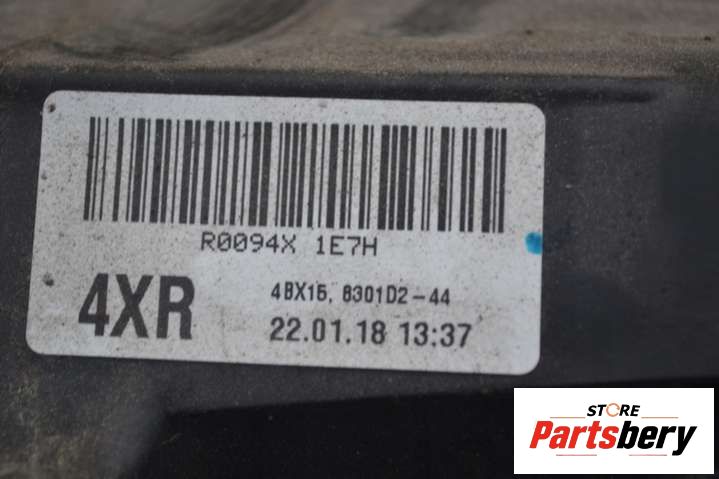 R0094X 1E7H
4XR
4BX15, 8301D2-44
22.01.18 13:37
STORE
Partsbery